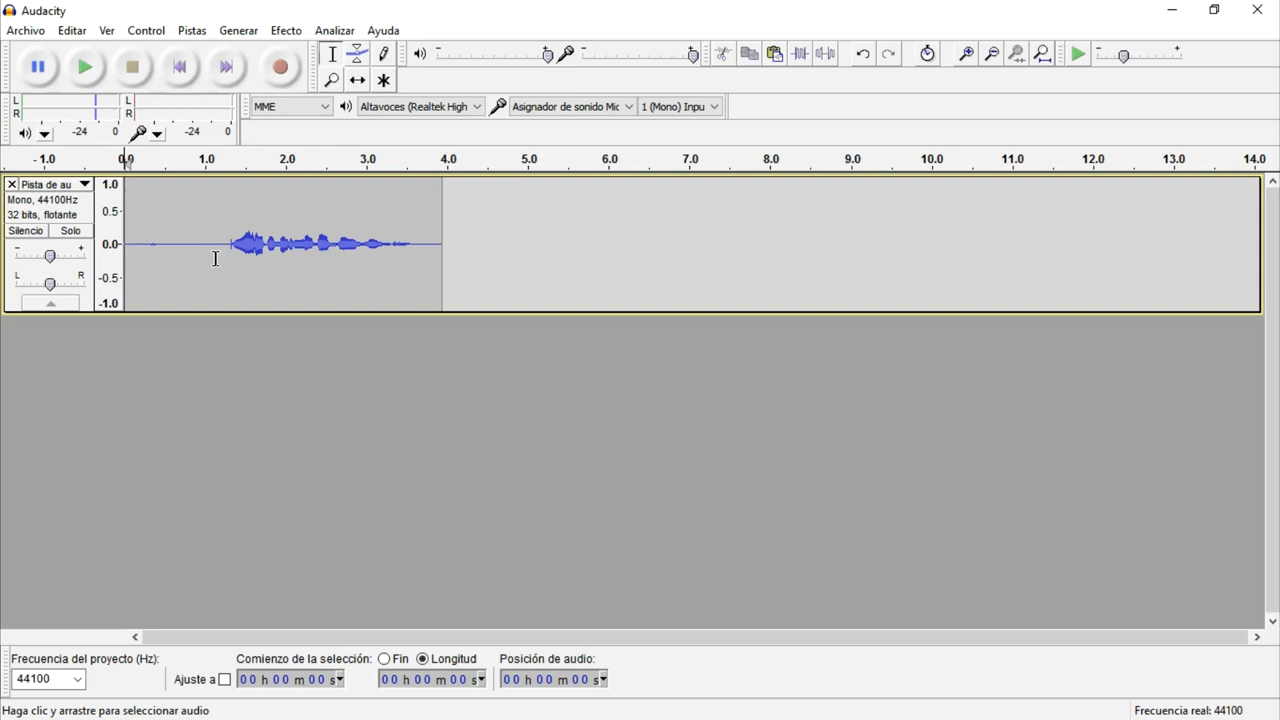 Audacity
Archivo Editar Ver Control Pistas Generar Efecto Analizar Ayuda
L R
-24 0
L R
-24 0
MME Altavoces (Realtek High Asignador de sonido Mic 1 (Mono) Inpu
- 1.0 0.0 1.0 2.0 3.0 4.0 5.0 6.0 7.0 8.0 9.0 10.0 11.0 12.0 13.0 14.0
Pista de au
Mono, 44100Hz
32 bits, flotante
Silencio Solo
- +
L R
1.0
0.5-
0.0-
-0.5-
-1.0
Frecuencia del proyecto (Hz): Comienzo de la selección: Fin Longitud Posición de audio:
44100 Ajuste a 00 h 00 m 00 s 00 h 00 m 00 s 00 h 00 m 00 s
Haga clic y arrastre para seleccionar audio Frecuencia real: 44100